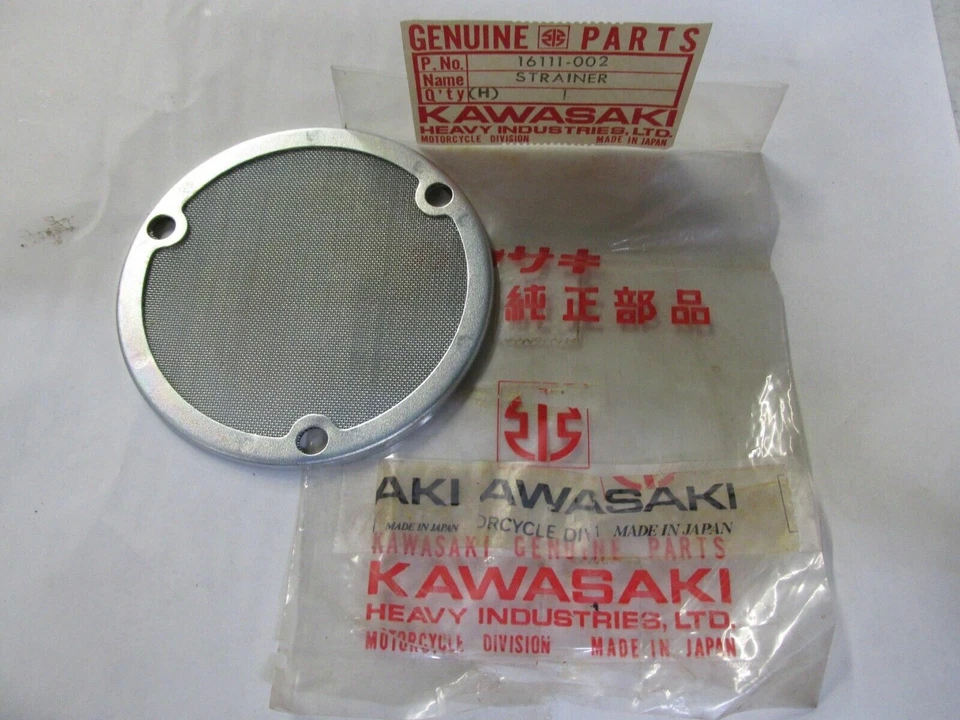 GENUINE PARTS
P. No. 16111-002
Name STRAINER
Q'ty (H) 1
KAWASAKI
HEAVY INDUSTRIES, LTD.
MOTORCYCLE DIVISION MADE IN JAPAN
サキ
純正部品
AKI AWASAKI
MADE IN JAPAN ORCYCLE DIV MADE IN JAPAN
KAWASAKI GENUINE PARTS
KAWASAKI
HEAVY INDUSTRIES, LTD.
MOTORCYCLE DIVISION MADE IN JAPAN